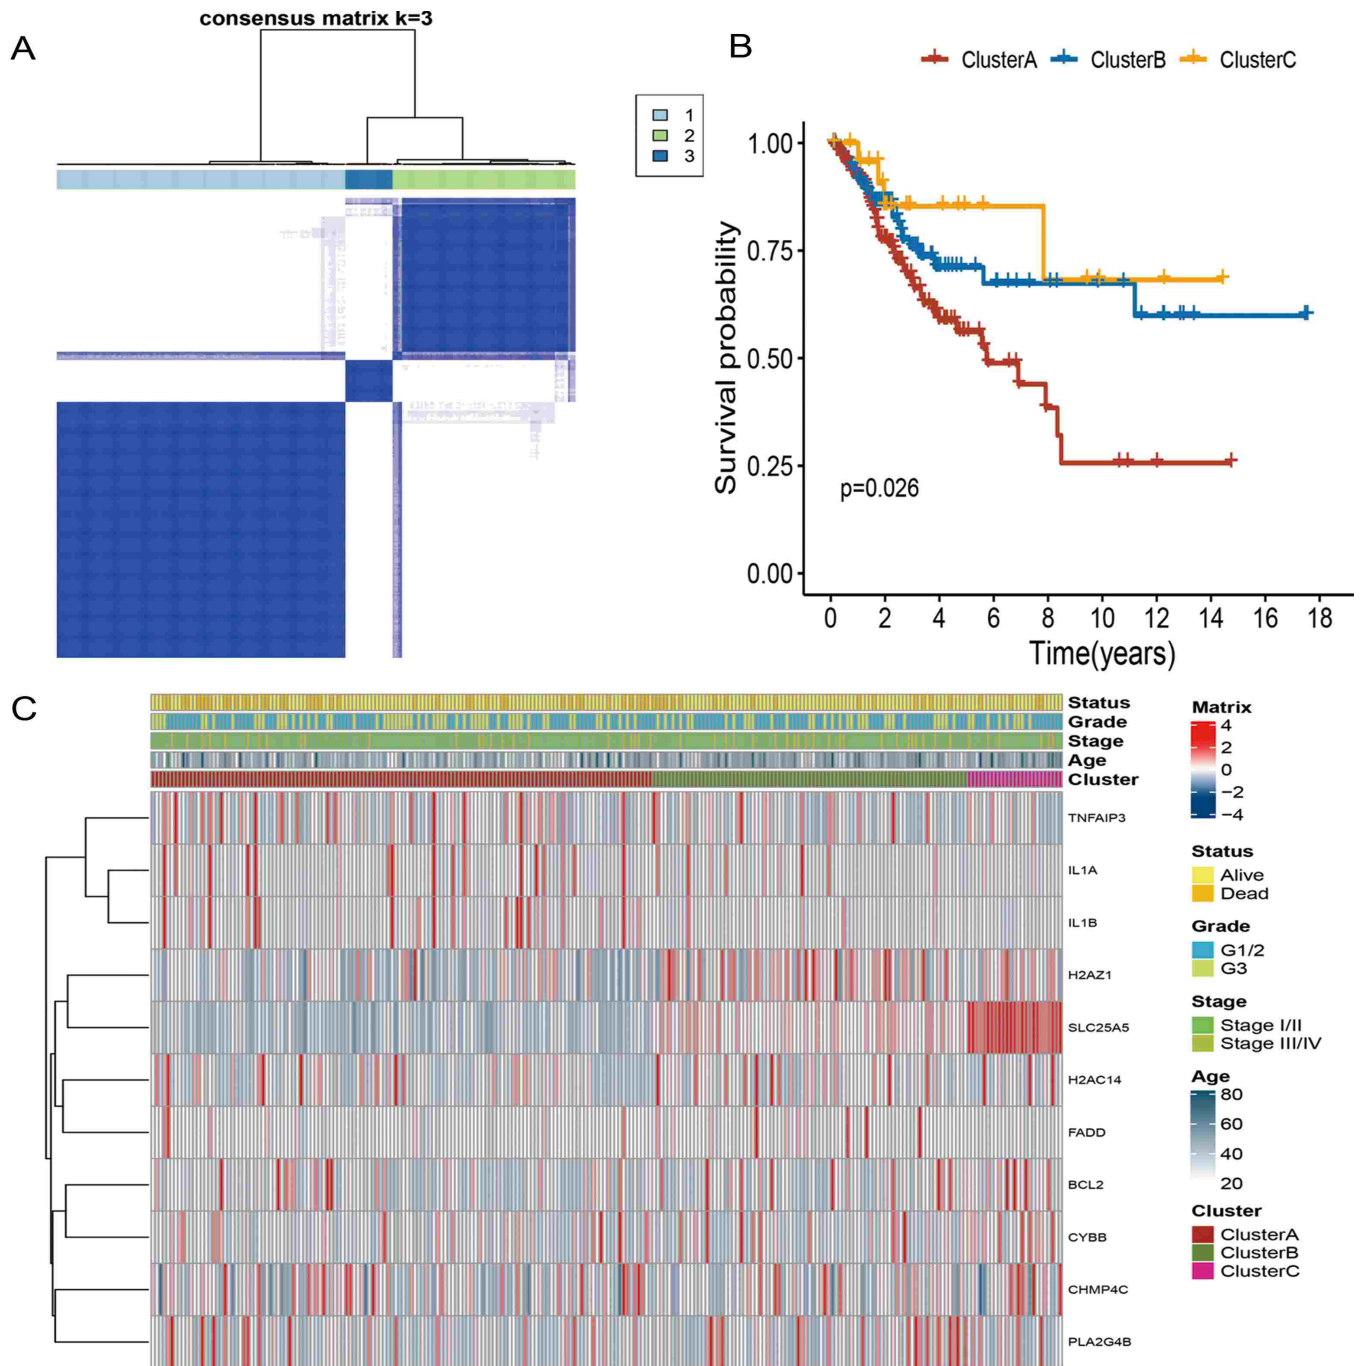 A
consensus matrix k=3
1
2
3
B
ClusterA ClusterB ClusterC
1.00
0.75
0.50
0.25
0.00
Survival probability
p=0.026
0 2 4 6 8 10 12 14 16 18
Time(years)
C
Status
Grade
Stage
Age
Cluster
TNFAIP3
IL1A
IL1B
H2AZ1
SLC25A5
H2AC14
FADD
BCL2
CYBB
CHMP4C
PLA2G4B
Matrix
4
2
0
−2
−4
Status
Alive
Dead
Grade
G1/2
G3
Stage
Stage I/II
Stage III/IV
Age
80
60
40
20
Cluster
ClusterA
ClusterB
ClusterC